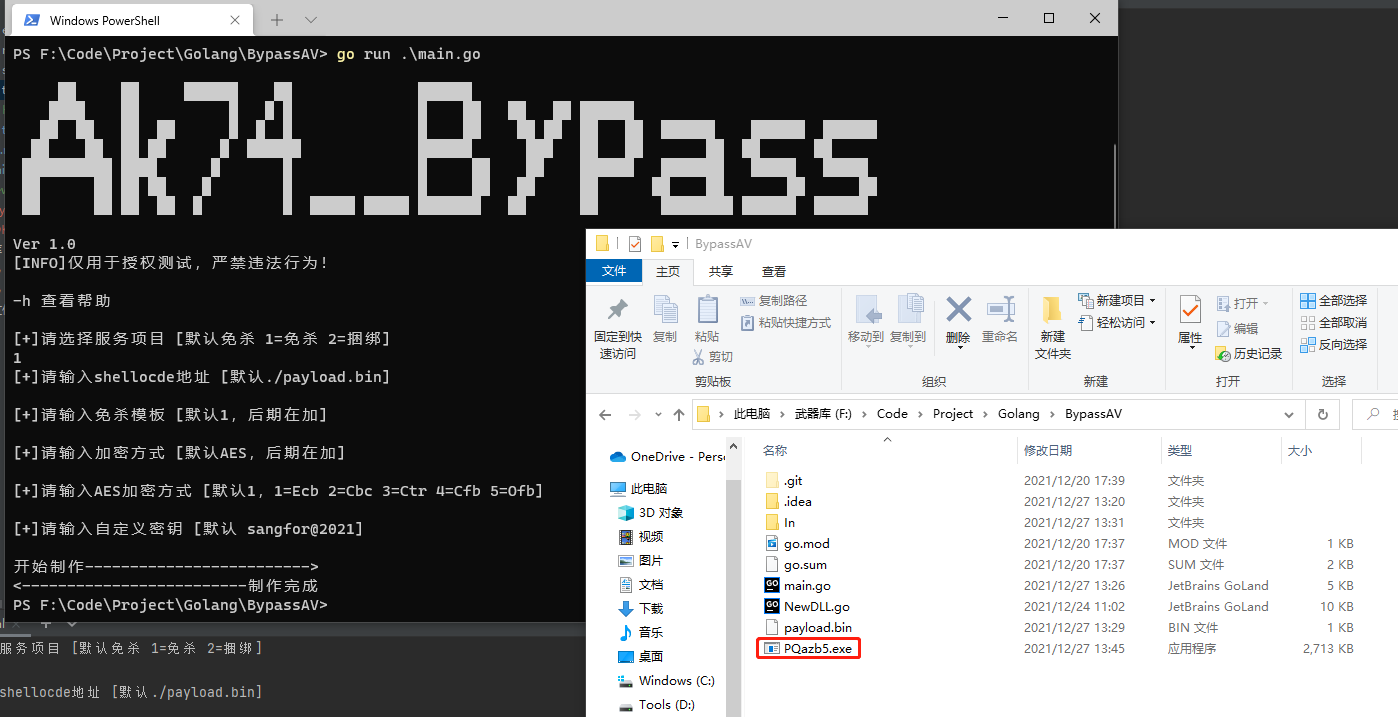 Windows PowerShell
PS F:\Code\Project\Golang\BypassAV> go run .\main.go
Ak74__Bypass
Ver 1.0
[INFO]仅用于授权测试，严禁违法行为！
-h 查看帮助
[+]请选择服务项目 [默认免杀 1=免杀 2=捆绑]
1
[+]请输入shellocde地址 [默认./payload.bin]
[+]请输入免杀模板 [默认1，后期在加]
[+]请输入加密方式 [默认AES，后期在加]
[+]请输入AES加密方式 [默认1，1=Ecb 2=Cbc 3=Ctr 4=Cfb 5=Ofb]
[+]请输入自定义密钥 [默认 sangfor@2021]
开始制作------------------------->
<-------------------------制作完成
PS F:\Code\Project\Golang\BypassAV>
服务项目 [默认免杀 1=免杀 2=捆绑]
shellocde地址 [默认./payload.bin]
BypassAV
文件 主页 共享 查看
固定到快速访问
复制
粘贴
复制路径
粘贴快捷方式
剪切
移动到
复制到
删除
重命名
新建文件夹
新建项目
轻松访问
属性
打开
编辑
历史记录
全部选择
全部取消
反向选择
剪贴板 组织 新建 打开 选择
此电脑 > 武器库 (F:) > Code > Project > Golang > BypassAV
OneDrive - Pers
此电脑
3D 对象
视频
图片
文档
下载
音乐
桌面
Windows (C:)
Tools (D:)
名称 修改日期 类型 大小
.git 2021/12/20 17:39 文件夹
.idea 2021/12/27 13:20 文件夹
In 2021/12/27 13:31 文件夹
go.mod 2021/12/20 17:37 MOD 文件 1 KB
go.sum 2021/12/20 17:37 SUM 文件 2 KB
main.go 2021/12/27 13:26 JetBrains GoLand 5 KB
NewDLL.go 2021/12/24 11:02 JetBrains GoLand 10 KB
payload.bin 2021/12/27 13:29 BIN 文件 1 KB
PQazb5.exe 2021/12/27 13:45 应用程序 2,713 KB